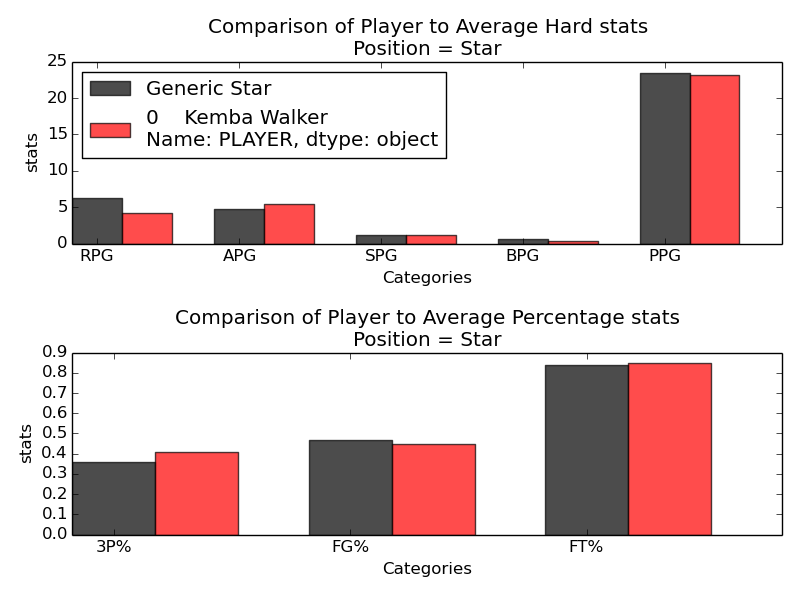 Comparison of Player to Average Hard stats
Position = Star
25
20
15
10
5
0
stats
Generic Star
0    Kemba Walker
Name: PLAYER, dtype: object
RPG APG SPG BPG PPG
Categories
Comparison of Player to Average Percentage stats
Position = Star
0.9
0.8
0.7
0.6
0.5
0.4
0.3
0.2
0.1
0.0
stats
3P% FG% FT%
Categories